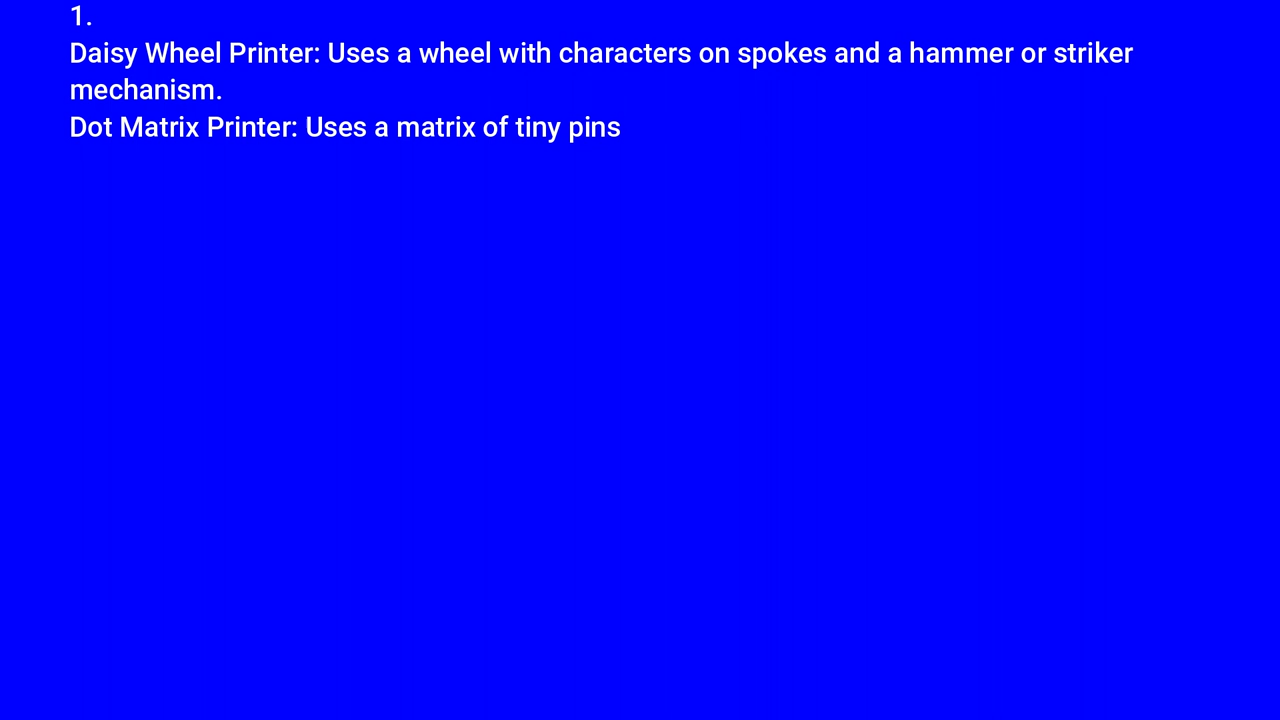 1.
Daisy Wheel Printer: Uses a wheel with characters on spokes and a hammer or striker
mechanism.
Dot Matrix Printer: Uses a matrix of tiny pins